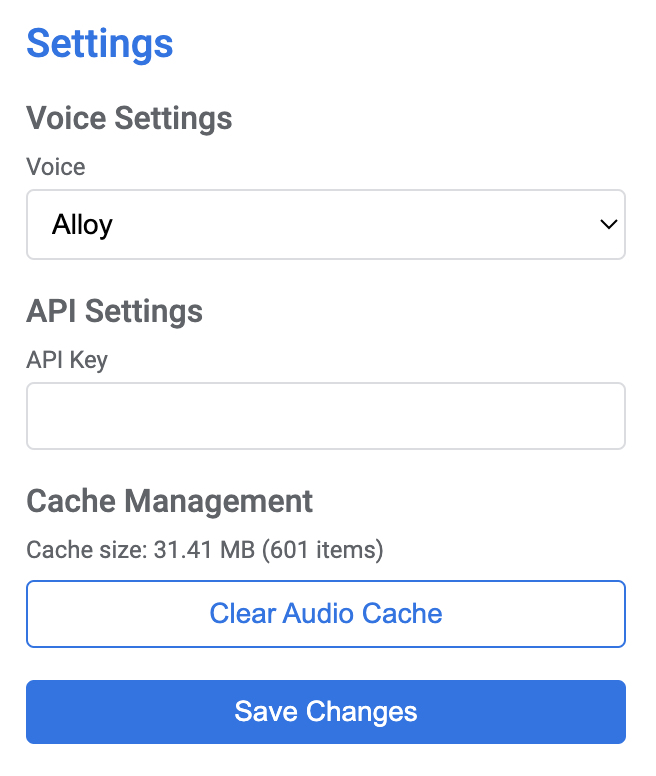 Settings
Voice Settings
Voice
Alloy
API Settings
API Key
Cache Management
Cache size: 31.41 MB (601 items)
Clear Audio Cache
Save Changes